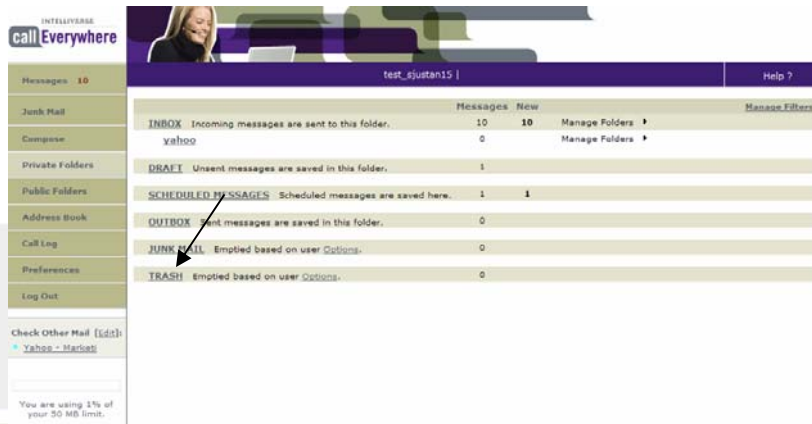 INTELLIVERSE
call Everywhere
test_sjustan15 |
Help ?
Messages 10
Junk Mail
Compose
Private Folders
Public Folders
Address Book
Call Log
Preferences
Log Out
Check Other Mail [Edit]:
Yahoo - Marketi
You are using 1% of
your 50 MB limit.
Messages New Manage Filters
INBOX Incoming messages are sent to this folder. 10 10 Manage Folders
yahoo 0 Manage Folders
DRAFT Unsent messages are saved in this folder. 1
SCHEDULED MESSAGES Scheduled messages are saved here. 1 1
OUTBOX Sent messages are saved in this folder. 0
JUNK MAIL Emptied based on user Options. 0
TRASH Emptied based on user Options. 0